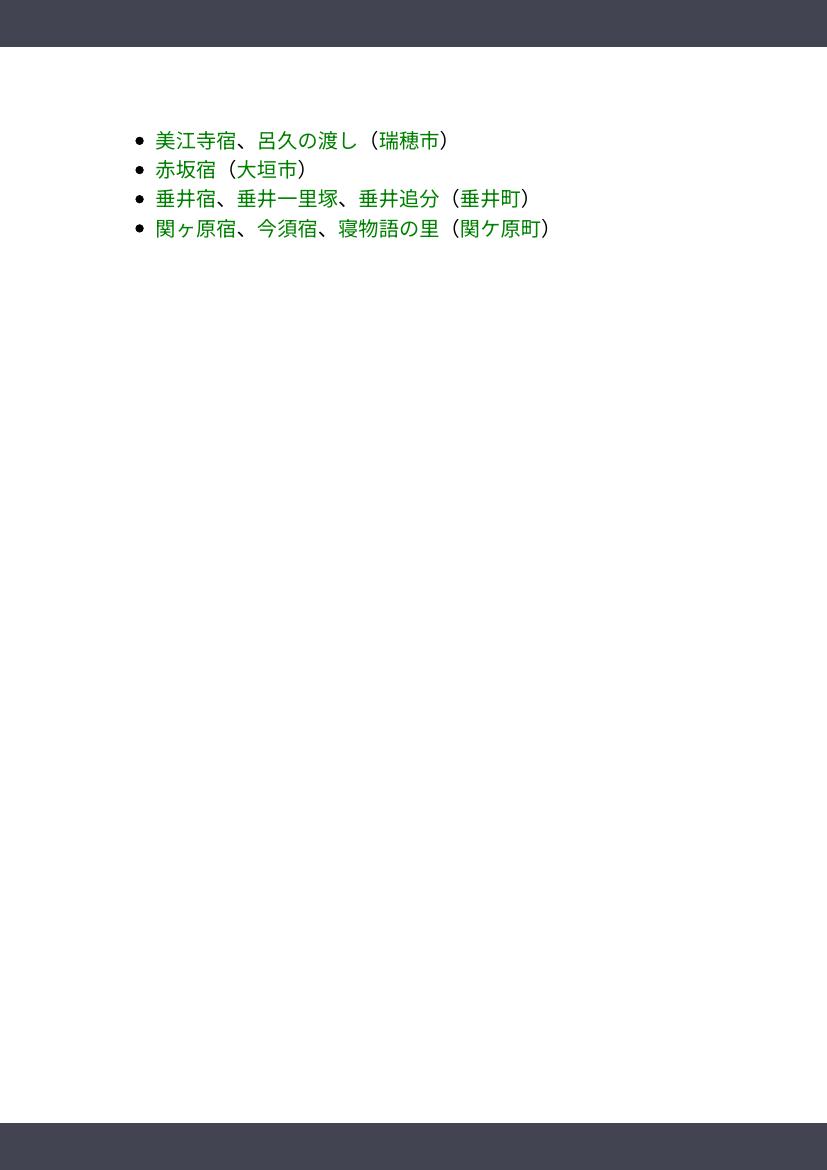 • 美江寺宿、呂久の渡し（瑞穂市）
• 赤坂宿（大垣市）
• 垂井宿、垂井一里塚、垂井追分（垂井町）
• 関ヶ原宿、今須宿、寝物語の里（関ケ原町）